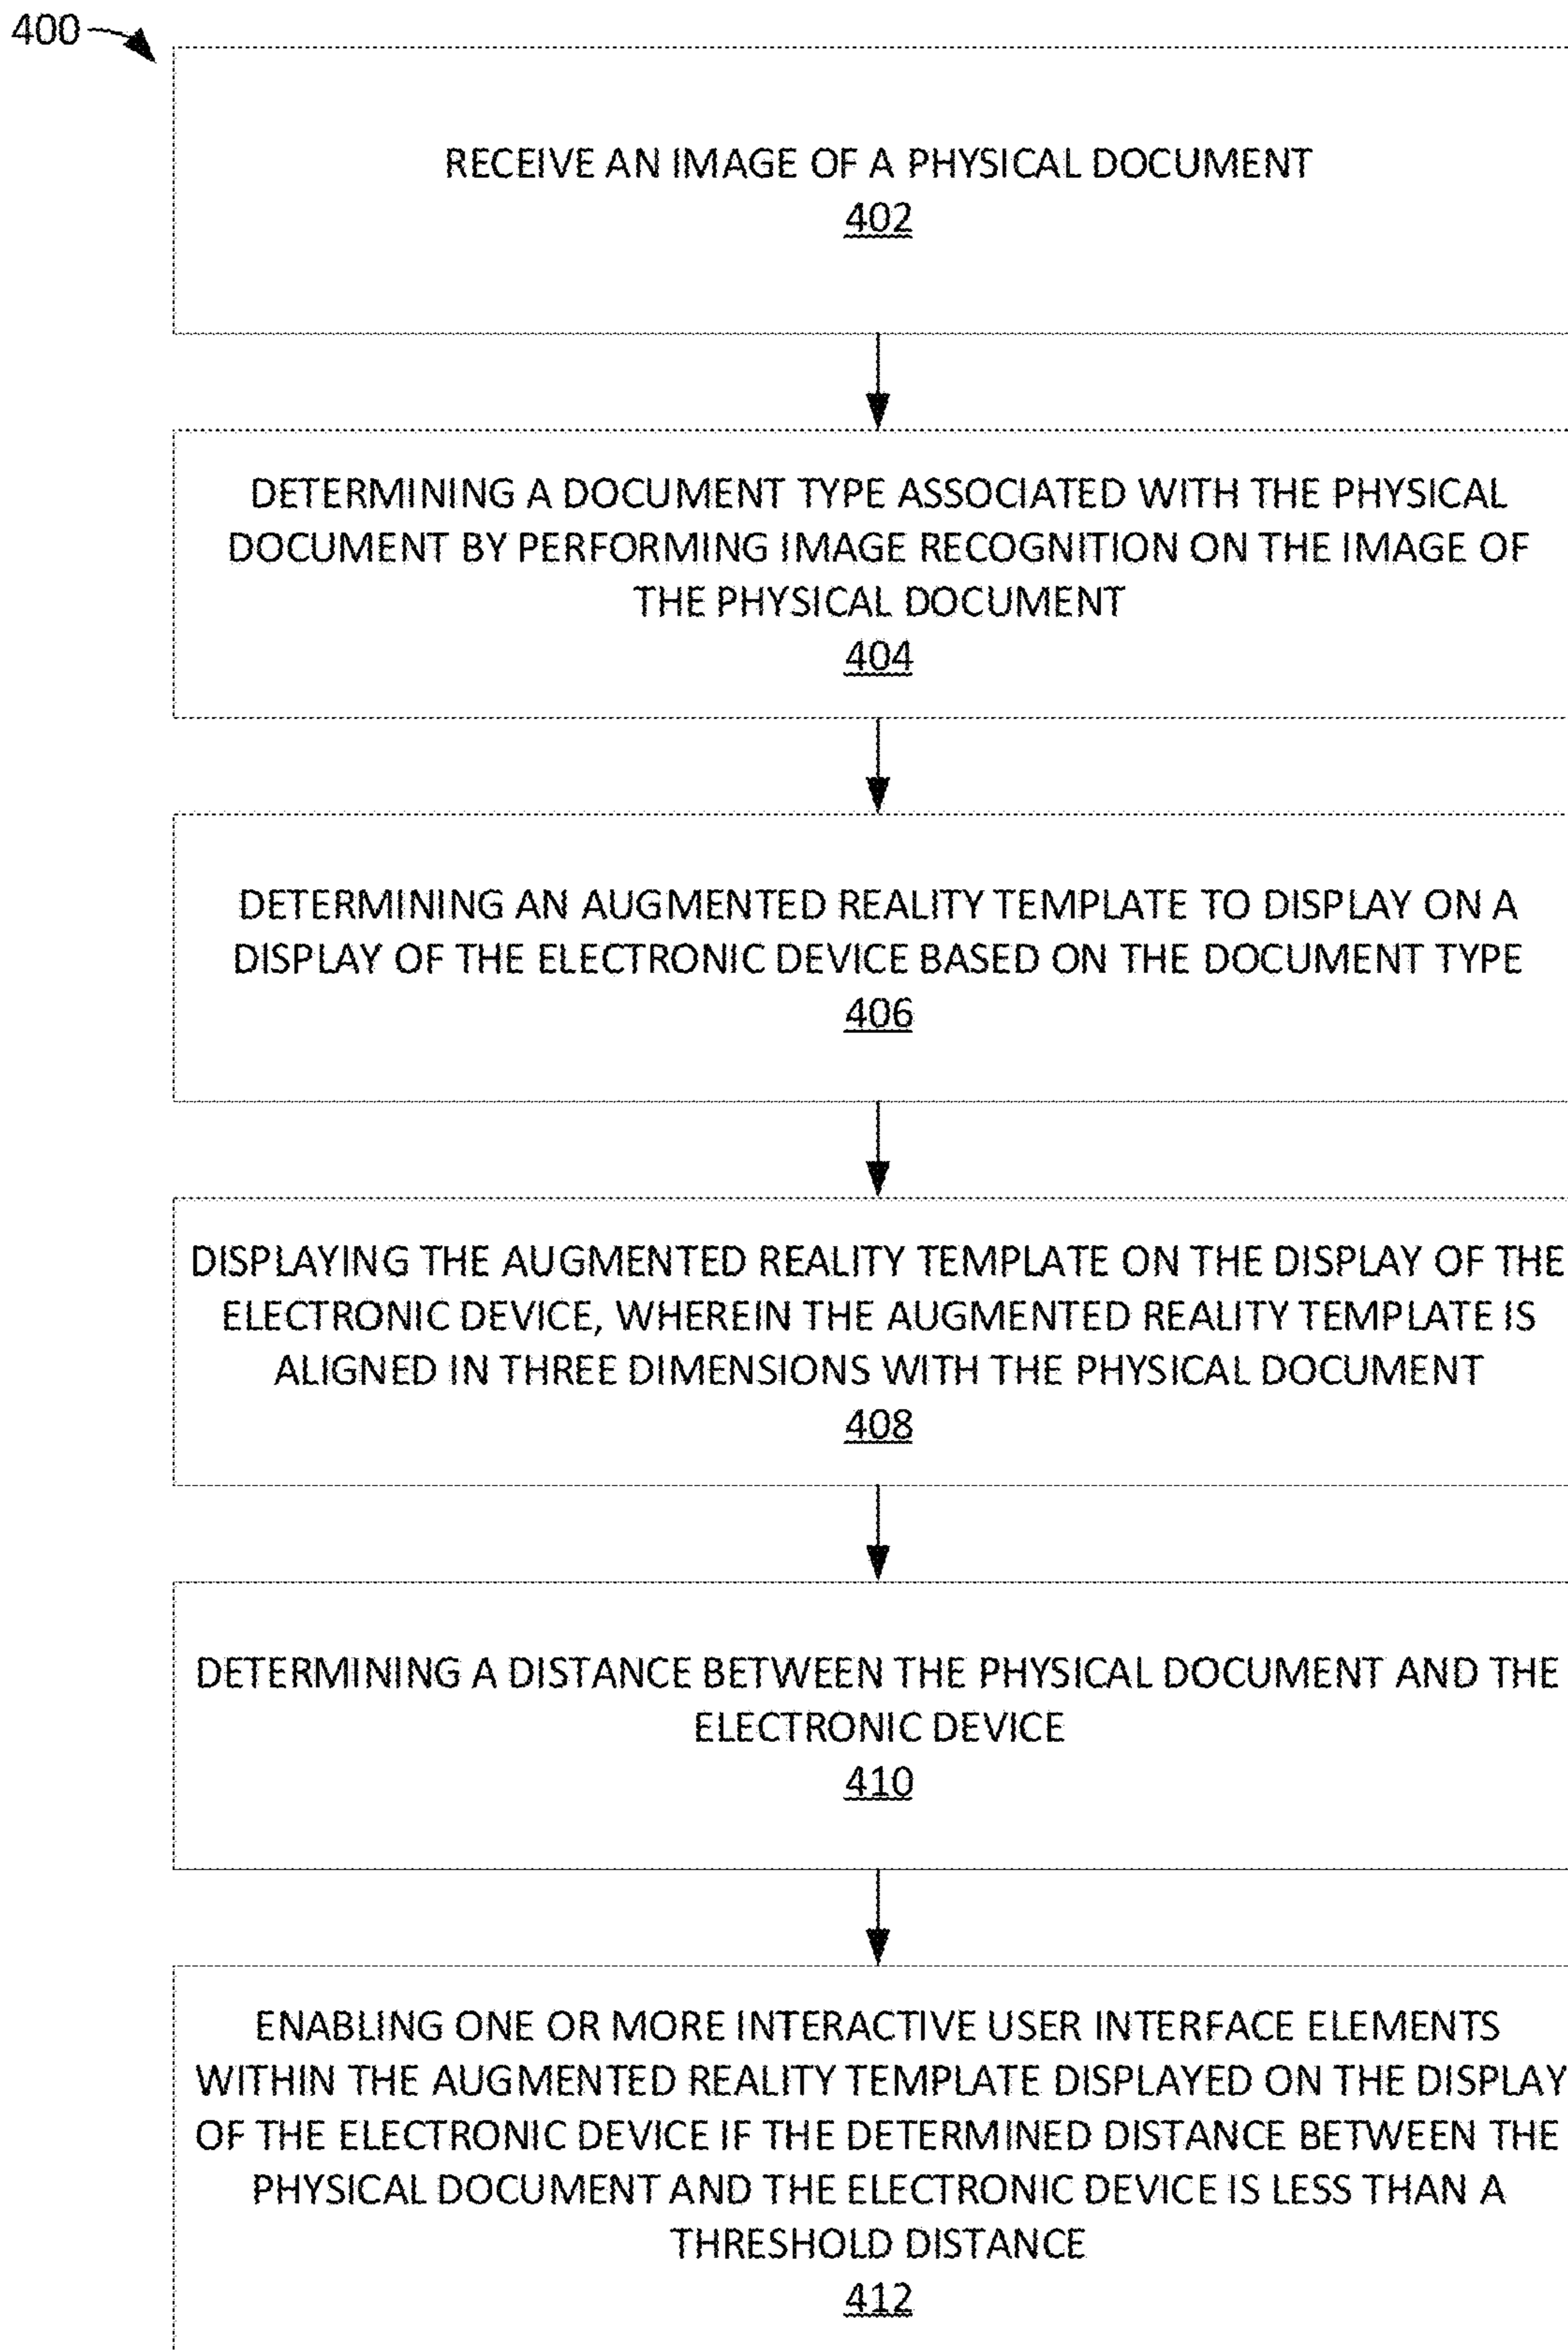 400
RECEIVE AN IMAGE OF A PHYSICAL DOCUMENT
402
DETERMINING A DOCUMENT TYPE ASSOCIATED WITH THE PHYSICAL
DOCUMENT BY PERFORMING IMAGE RECOGNITION ON THE IMAGE OF
THE PHYSICAL DOCUMENT
404
DETERMINING AN AUGMENTED REALITY TEMPLATE TO DISPLAY ON A
DISPLAY OF THE ELECTRONIC DEVICE BASED ON THE DOCUMENT TYPE
406
DISPLAYING THE AUGMENTED REALITY TEMPLATE ON THE DISPLAY OF THE
ELECTRONIC DEVICE, WHEREIN THE AUGMENTED REALITY TEMPLATE IS
ALIGNED IN THREE DIMENSIONS WITH THE PHYSICAL DOCUMENT
408
DETERMINING A DISTANCE BETWEEN THE PHYSICAL DOCUMENT AND THE
ELECTRONIC DEVICE
410
ENABLING ONE OR MORE INTERACTIVE USER INTERFACE ELEMENTS
WITHIN THE AUGMENTED REALITY TEMPLATE DISPLAYED ON THE DISPLAY
OF THE ELECTRONIC DEVICE IF THE DETERMINED DISTANCE BETWEEN THE
PHYSICAL DOCUMENT AND THE ELECTRONIC DEVICE IS LESS THAN A
THRESHOLD DISTANCE
412